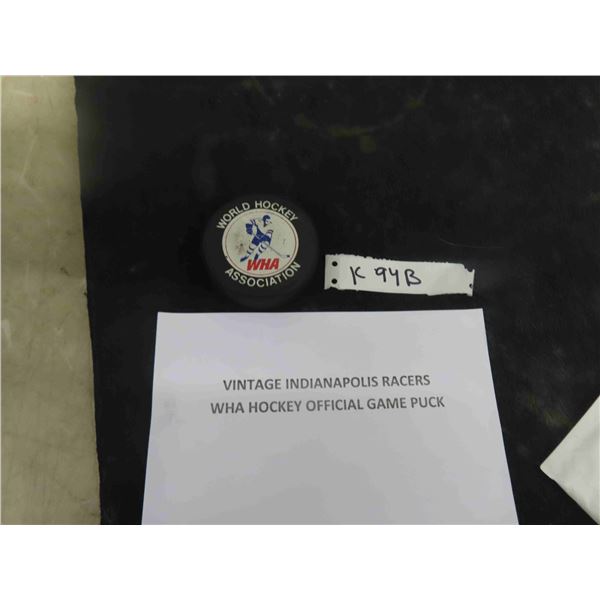 WORLD HOCKEY
WHA
ASSOCIATION
K 94B
VINTAGE INDIANAPOLIS RACERS
WHA HOCKEY OFFICIAL GAME PUCK